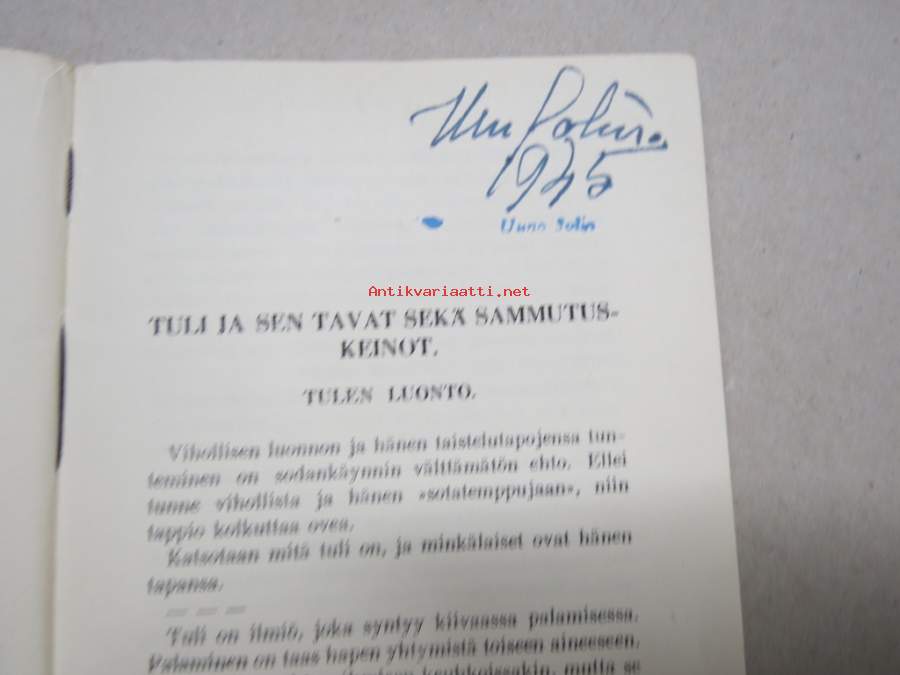 Uuno Solin.
1945
Uuno Solin
Antikvariaatti.net
TULI JA SEN TAVAT SEKÄ SAMMUTUS-
KEINOT.
TULEN LUONTO.
Vihollisen luonnon ja hänen taistelutapojensa tun-
teminen on sodankäynnin välttämätön ehto. Ellei
tunne vihollista ja hänen »sotatemppujaan», niin
tappio kolkuttaa ovea.
Katsotaan mitä tuli on, ja minkälaiset ovat hänen
tapansa.
— — —
Tuli on ilmiö, joka syntyy kiivaassa palamisessa.
Palaminen on taas hapen yhtymistä toiseen aineeseen.
mutta se